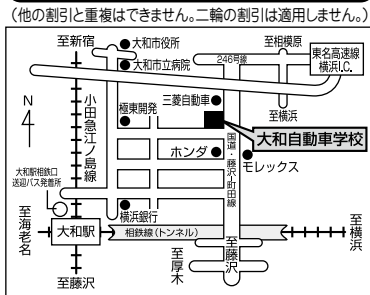 (他の割引と重複はできません。二輪の割引は適用しません。)
至新宿
大和市役所
大和市立病院
246号線
至相模原
東名高速線
横浜I.C.
N
4
小田急江ノ島線
極東開発
三菱自動車
至横浜
大和自動車学校
国道・藤沢-町田線
ホンダ
モレックス
大和駅相鉄口
送迎バス発着所
横浜銀行
至海老名
大和駅
相鉄線(トンネル)
至横浜
至藤沢
至厚木
至藤沢